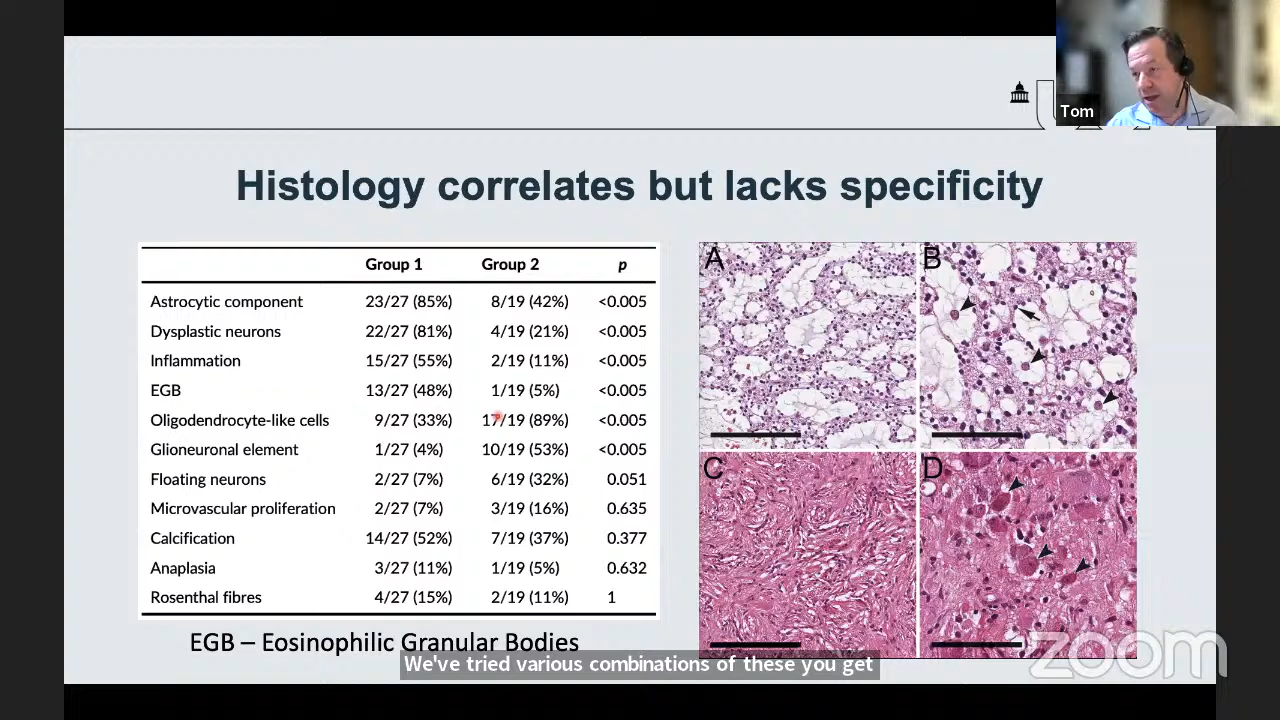 Tom
Histology correlates but lacks specificity
Group 1 Group 2 p
Astrocytic component 23/27 (85%) 8/19 (42%) <0.005
Dysplastic neurons 22/27 (81%) 4/19 (21%) <0.005
Inflammation 15/27 (55%) 2/19 (11%) <0.005
EGB 13/27 (48%) 1/19 (5%) <0.005
Oligodendrocyte-like cells 9/27 (33%) 17/19 (89%) <0.005
Glioneuronal element 1/27 (4%) 10/19 (53%) <0.005
Floating neurons 2/27 (7%) 6/19 (32%) 0.051
Microvascular proliferation 2/27 (7%) 3/19 (16%) 0.635
Calcification 14/27 (52%) 7/19 (37%) 0.377
Anaplasia 3/27 (11%) 1/19 (5%) 0.632
Rosenthal fibres 4/27 (15%) 2/19 (11%) 1
EGB – Eosinophilic Granular Bodies
A B
C D
We've tried various combinations of these you get
zoom